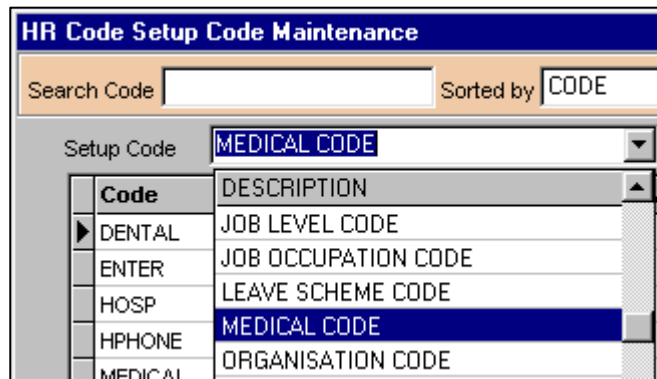 HR Code Setup Code Maintenance
Search Code Sorted by CODE
Setup Code MEDICAL CODE
Code DESCRIPTION
DENTAL JOB LEVEL CODE
ENTER JOB OCCUPATION CODE
HOSP LEAVE SCHEME CODE
HPHONE MEDICAL CODE
MEDICAL ORGANISATION CODE